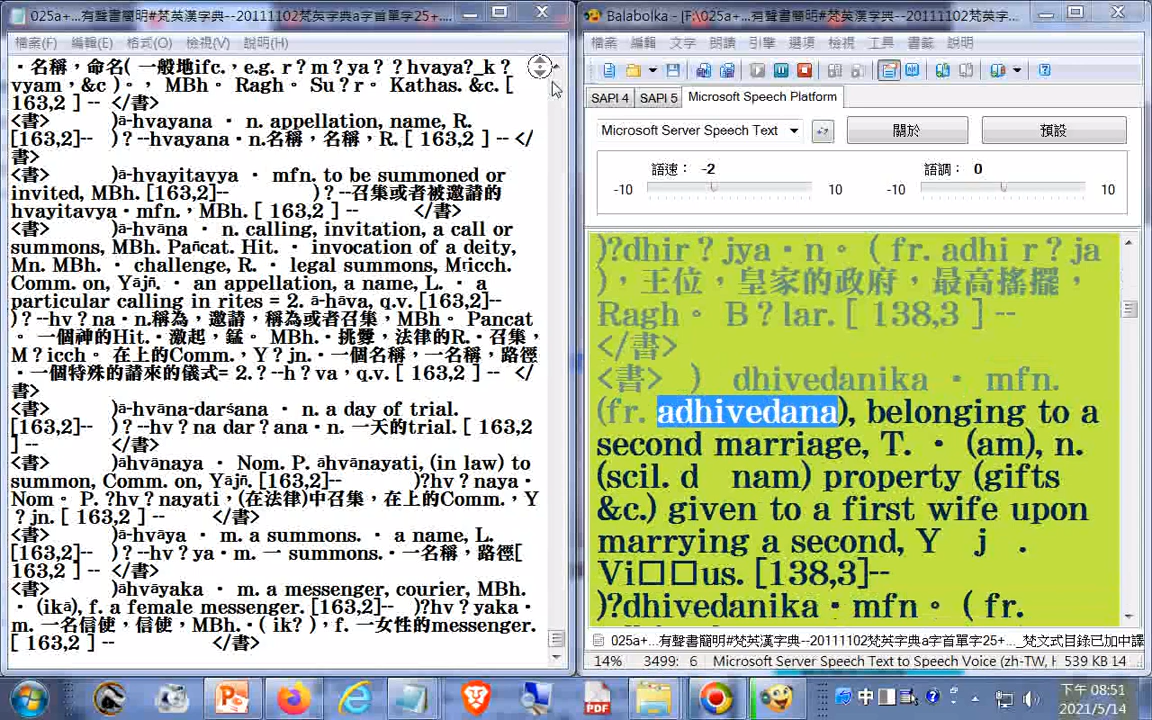 025a+...有聲書簡明#梵英漢字典--20111102梵英字典a字首單字25+...
檔案(F) 編輯(E) 格式(O) 檢視(V) 說明(H)
・名稱，命名( 一般地ifc.，e.g. r？m？ya？？hvaya?_k？
vyam，&c )。， MBh。 Ragh。 Su？r。 Kathas. &c. [
163,2 ] -- </書>
<書> )ā-hvayana ・ n. appellation, name, R.
[163,2]-- )？--hvayana・n.名稱，名稱，R. [ 163,2 ] -- </
書>
<書> )ā-hvayitavya ・ mfn. to be summoned or
invited, MBh. [163,2]-- )？--召集或者被邀請的
hvayitavya・mfn.，MBh. [ 163,2 ] -- </書>
<書> )ā-hvāna ・ n. calling, invitation, a call or
summons, MBh. Pañcat. Hit. ・ invocation of a deity,
Mn. MBh. ・ challenge, R. ・ legal summons, Mṛicch.
Comm. on, Yājñ. ・ an appellation, a name, L. ・ a
particular calling in rites = 2. ā-hāva, q.v. [163,2]--
)？--hv？na・n.稱為，邀請，稱為或者召集，MBh。 Pancat
。 一個神的Hit.・激起，錳。 MBh.・挑釁，法律的R.・召集，
M？icch。 在上的Comm.，Y？jn.・一個名稱，一名稱，路徑
・一個特殊的請來的儀式= 2.？--h？va，q.v. [ 163,2 ] -- </
書>
<書> )ā-hvāna-darśana ・ n. a day of trial.
[163,2]-- )？--hv？na dar？ana・n. 一天的trial. [ 163,2
] -- </書>
<書> )āhvānaya ・ Nom. P. āhvānayati, (in law) to
summon, Comm. on, Yājñ. [163,2]-- )?hv？naya・
Nom。 P. ?hv？nayati，(在法律)中召集，在上的Comm.，Y
？jn. [ 163,2 ] -- </書>
<書> )ā-hvāya ・ m. a summons. ・ a name, L.
[163,2]-- )？--hv？ya・m. 一 summons.・一名稱，路徑[
163,2 ] -- </書>
<書> )āhvāyaka ・ m. a messenger, courier, MBh.
・ (ikā), f. a female messenger. [163,2]-- )?hv？yaka・
m. 一名信使，信使，MBh.・( ik？)，f. 一女性的messenger.
[ 163,2 ] -- </書>
Balabolka - [F:\025a+...有聲書簡明#梵英漢字典--20111102梵英字...
檔案 編輯 文字 朗讀 引擎 選項 檢視 工具 書籤 說明
SAPI 4 SAPI 5 Microsoft Speech Platform
Microsoft Server Speech Text 關於 預設
語速： -2 語調： 0
-10 10 -10 10
)?dhir？jya・n。 ( fr. adhi r？ja
)，王位，皇家的政府，最高搖擺，
Ragh。 B？lar. [ 138,3 ] --
</書>
<書> ) dhivedanika ・ mfn.
(fr. adhivedana), belonging to a
second marriage, T. ・ (am), n.
(scil. d nam) property (gifts
&c.) given to a first wife upon
marrying a second, Y j .
Vi□□us. [138,3]--
)?dhivedanika・mfn。 ( fr.
025a+...有聲書簡明#梵英漢字典--20111102梵英字典a字首單字25+..._梵文式目錄已加中譯
14% 3499: 6 Microsoft Server Speech Text to Speech Voice (zh-TW, H 539 KB 14
中
下午 08:51
2021/5/14